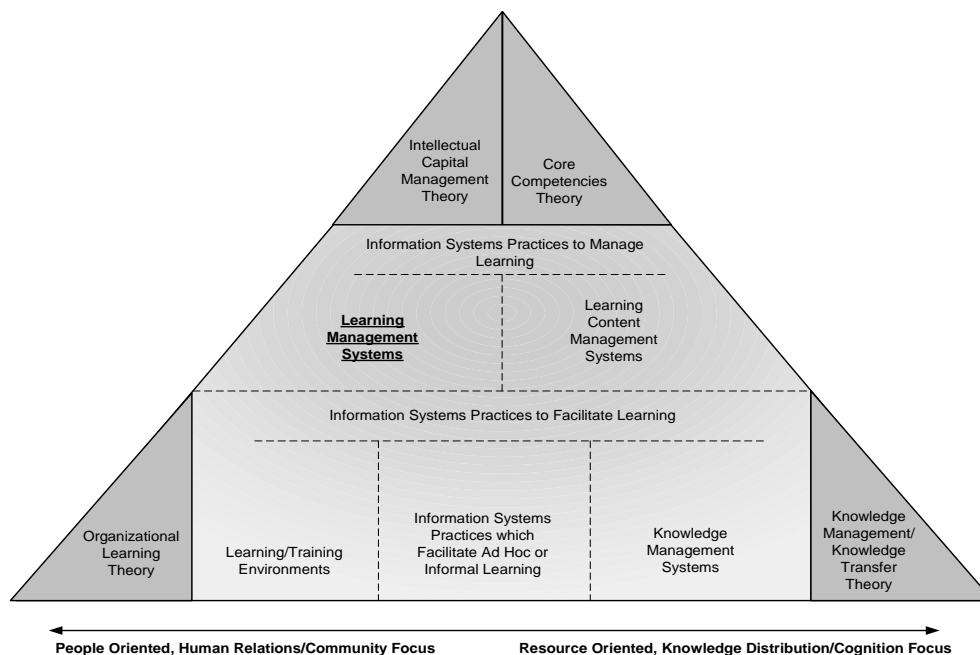 Intellectual
Capital
Management
Theory
Core
Competencies
Theory
Information Systems Practices to Manage
Learning
Learning
Management
Systems
Learning
Content
Management
Systems
Information Systems Practices to Facilitate Learning
Organizational
Learning
Theory
Learning/Training
Environments
Information Systems
Practices which
Facilitate Ad Hoc or
Informal Learning
Knowledge
Management
Systems
Knowledge
Management/
Knowledge
Transfer
Theory
People Oriented, Human Relations/Community Focus
Resource Oriented, Knowledge Distribution/Cognition Focus